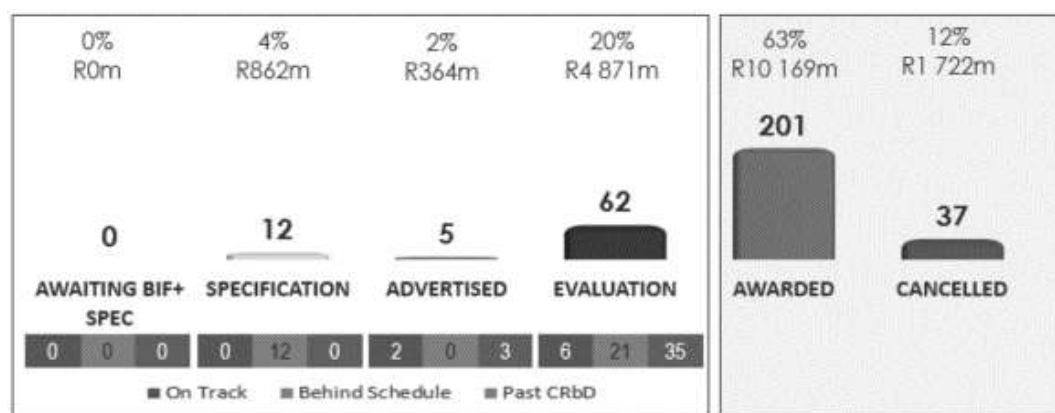 0% 4% 2% 20% 63% 12%
R0m R862m R364m R4 871m R10 169m R1 722m
201
62
0 12 5 37
AWAITING BIF+ SPECIFICATION ADVERTISED EVALUATION AWARDED CANCELLED
SPEC
0 0 0 0 12 0 2 0 3 6 21 35
On Track Behind Schedule Past CRbD